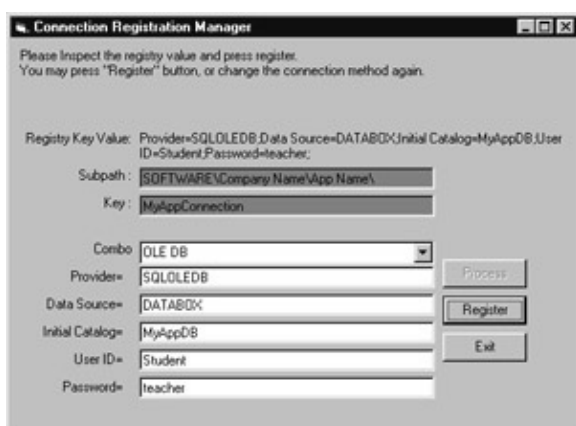 Connection Registration Manager
Please Inspect the registry value and press register.
You may press "Register" button, or change the connection method again.
Registry Key Value: Provider=SQLOLEDB;Data Source=DATABOX;Initial Catalog=MyAppDB;User
ID=Student;Password=teacher;
Subpath : SOFTWARE\Company Name\App Name\
Key : MyAppConnection
Combo OLE DB
Provider= SQLOLEDB
Process
Data Source= DATABOX
Register
Initial Catalog= MyAppDB
Exit
User ID= Student
Password= teacher